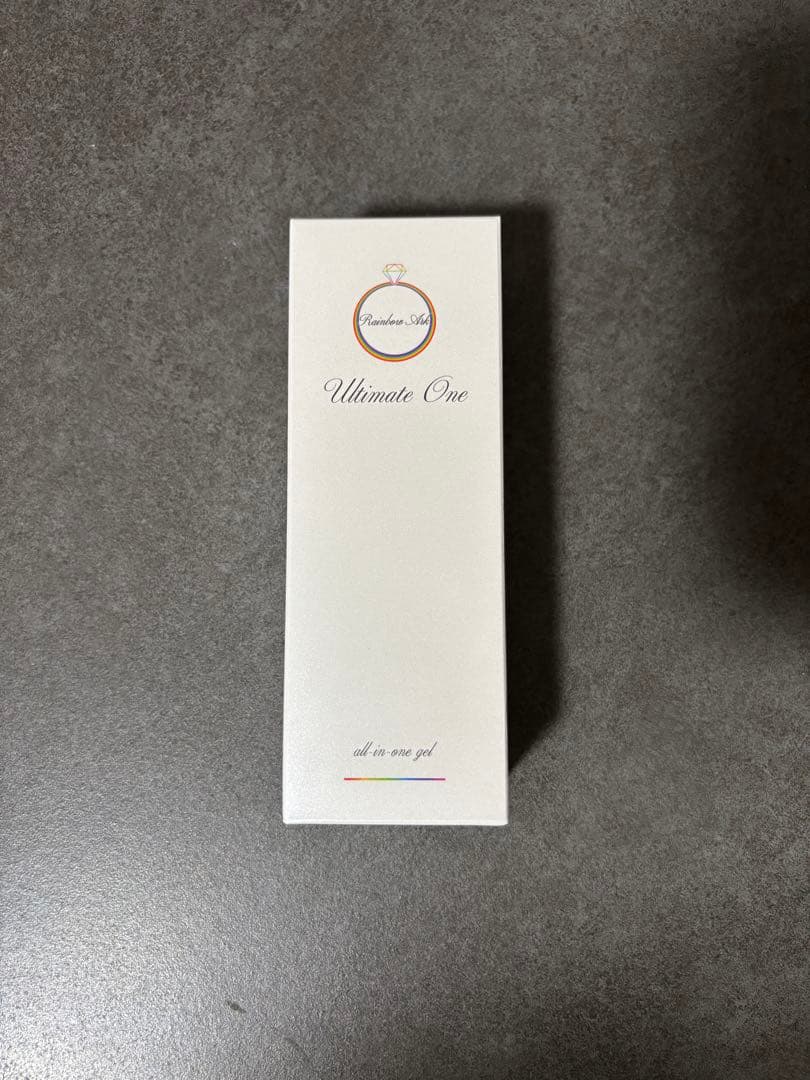 Rainbow Ark
Ultimate One
all-in-one gel